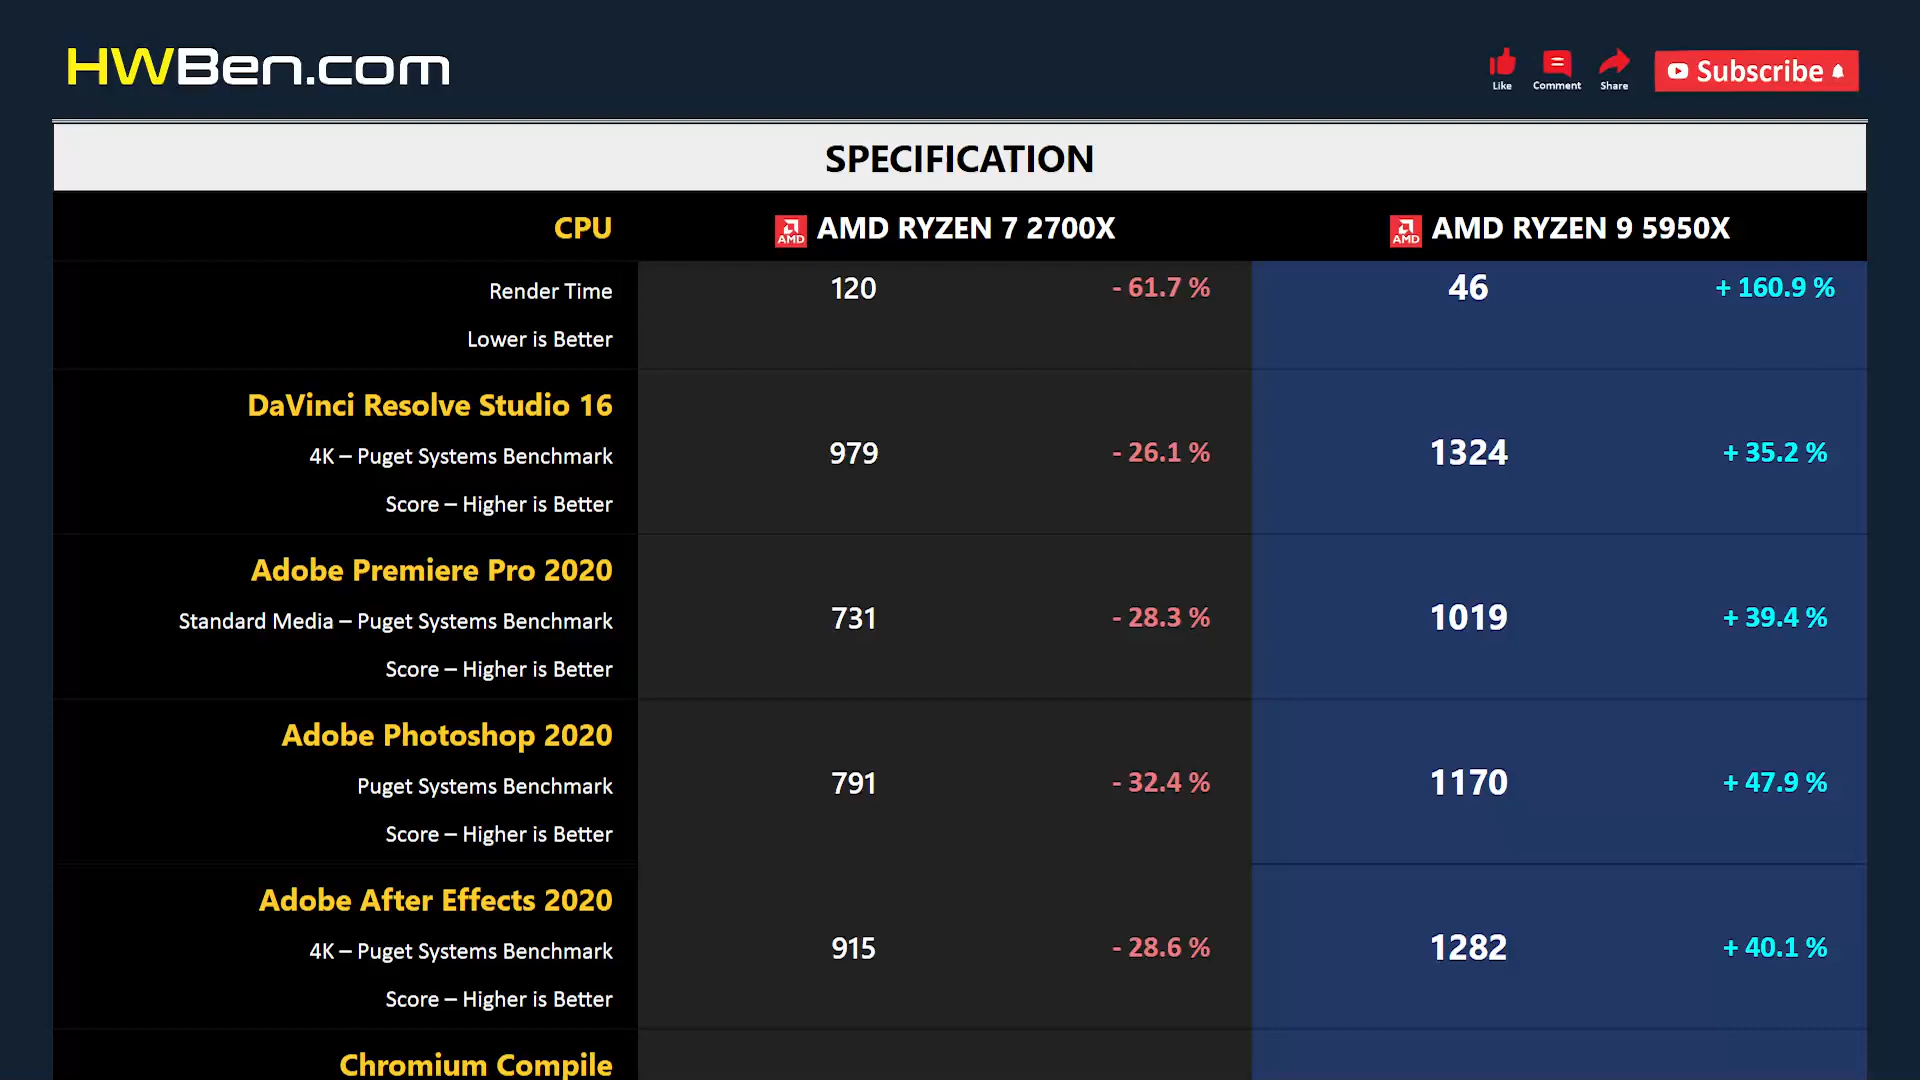 HWBen.com
Like
Comment
Share
Subscribe
SPECIFICATION
CPU
AMD
AMD RYZEN 7 2700X
AMD
AMD RYZEN 9 5950X
Render Time
Lower is Better
120
- 61.7 %
46
+ 160.9 %
DaVinci Resolve Studio 16
4K – Puget Systems Benchmark
Score – Higher is Better
979
- 26.1 %
1324
+ 35.2 %
Adobe Premiere Pro 2020
Standard Media – Puget Systems Benchmark
Score – Higher is Better
731
- 28.3 %
1019
+ 39.4 %
Adobe Photoshop 2020
Puget Systems Benchmark
Score – Higher is Better
791
- 32.4 %
1170
+ 47.9 %
Adobe After Effects 2020
4K – Puget Systems Benchmark
Score – Higher is Better
915
- 28.6 %
1282
+ 40.1 %
Chromium Compile